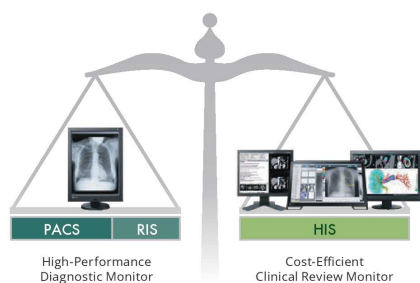 PACS RIS
HIS
High-Performance
Diagnostic Monitor
Cost-Efficient
Clinical Review Monitor